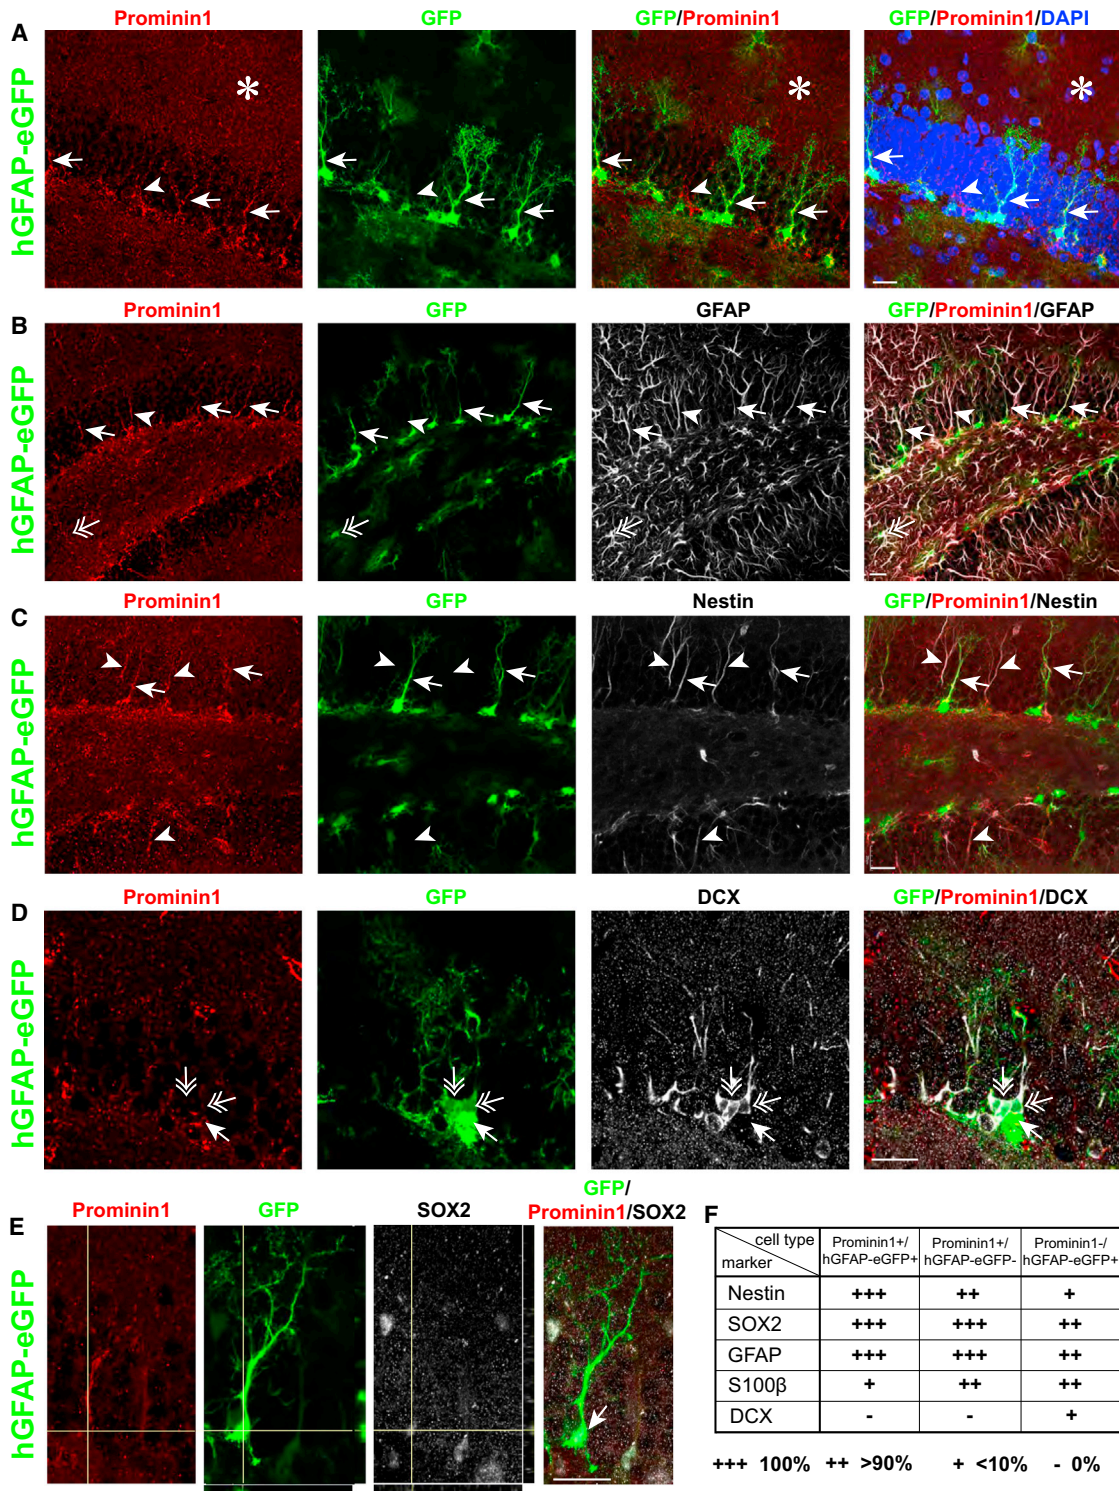 A
Prominin1
GFP
GFP/Prominin1
GFP/Prominin1/DAPI
hGFAP-eGFP
*
*
*
B
Prominin1
GFP
GFAP
GFP/Prominin1/GFAP
hGFAP-eGFP
C
Prominin1
GFP
Nestin
GFP/Prominin1/Nestin
hGFAP-eGFP
D
Prominin1
GFP
DCX
GFP/Prominin1/DCX
hGFAP-eGFP
E
Prominin1
GFP
SOX2
GFP/
Prominin1/SOX2
hGFAP-eGFP
F
cell type
marker
Prominin1+/
hGFAP-eGFP+
Prominin1+/
hGFAP-eGFP-
Prominin1-/
hGFAP-eGFP+
Nestin +++ ++ +
SOX2 +++ +++ ++
GFAP +++ +++ ++
S100β + ++ ++
DCX - - +
+++ 100% ++ >90% + <10% - 0%